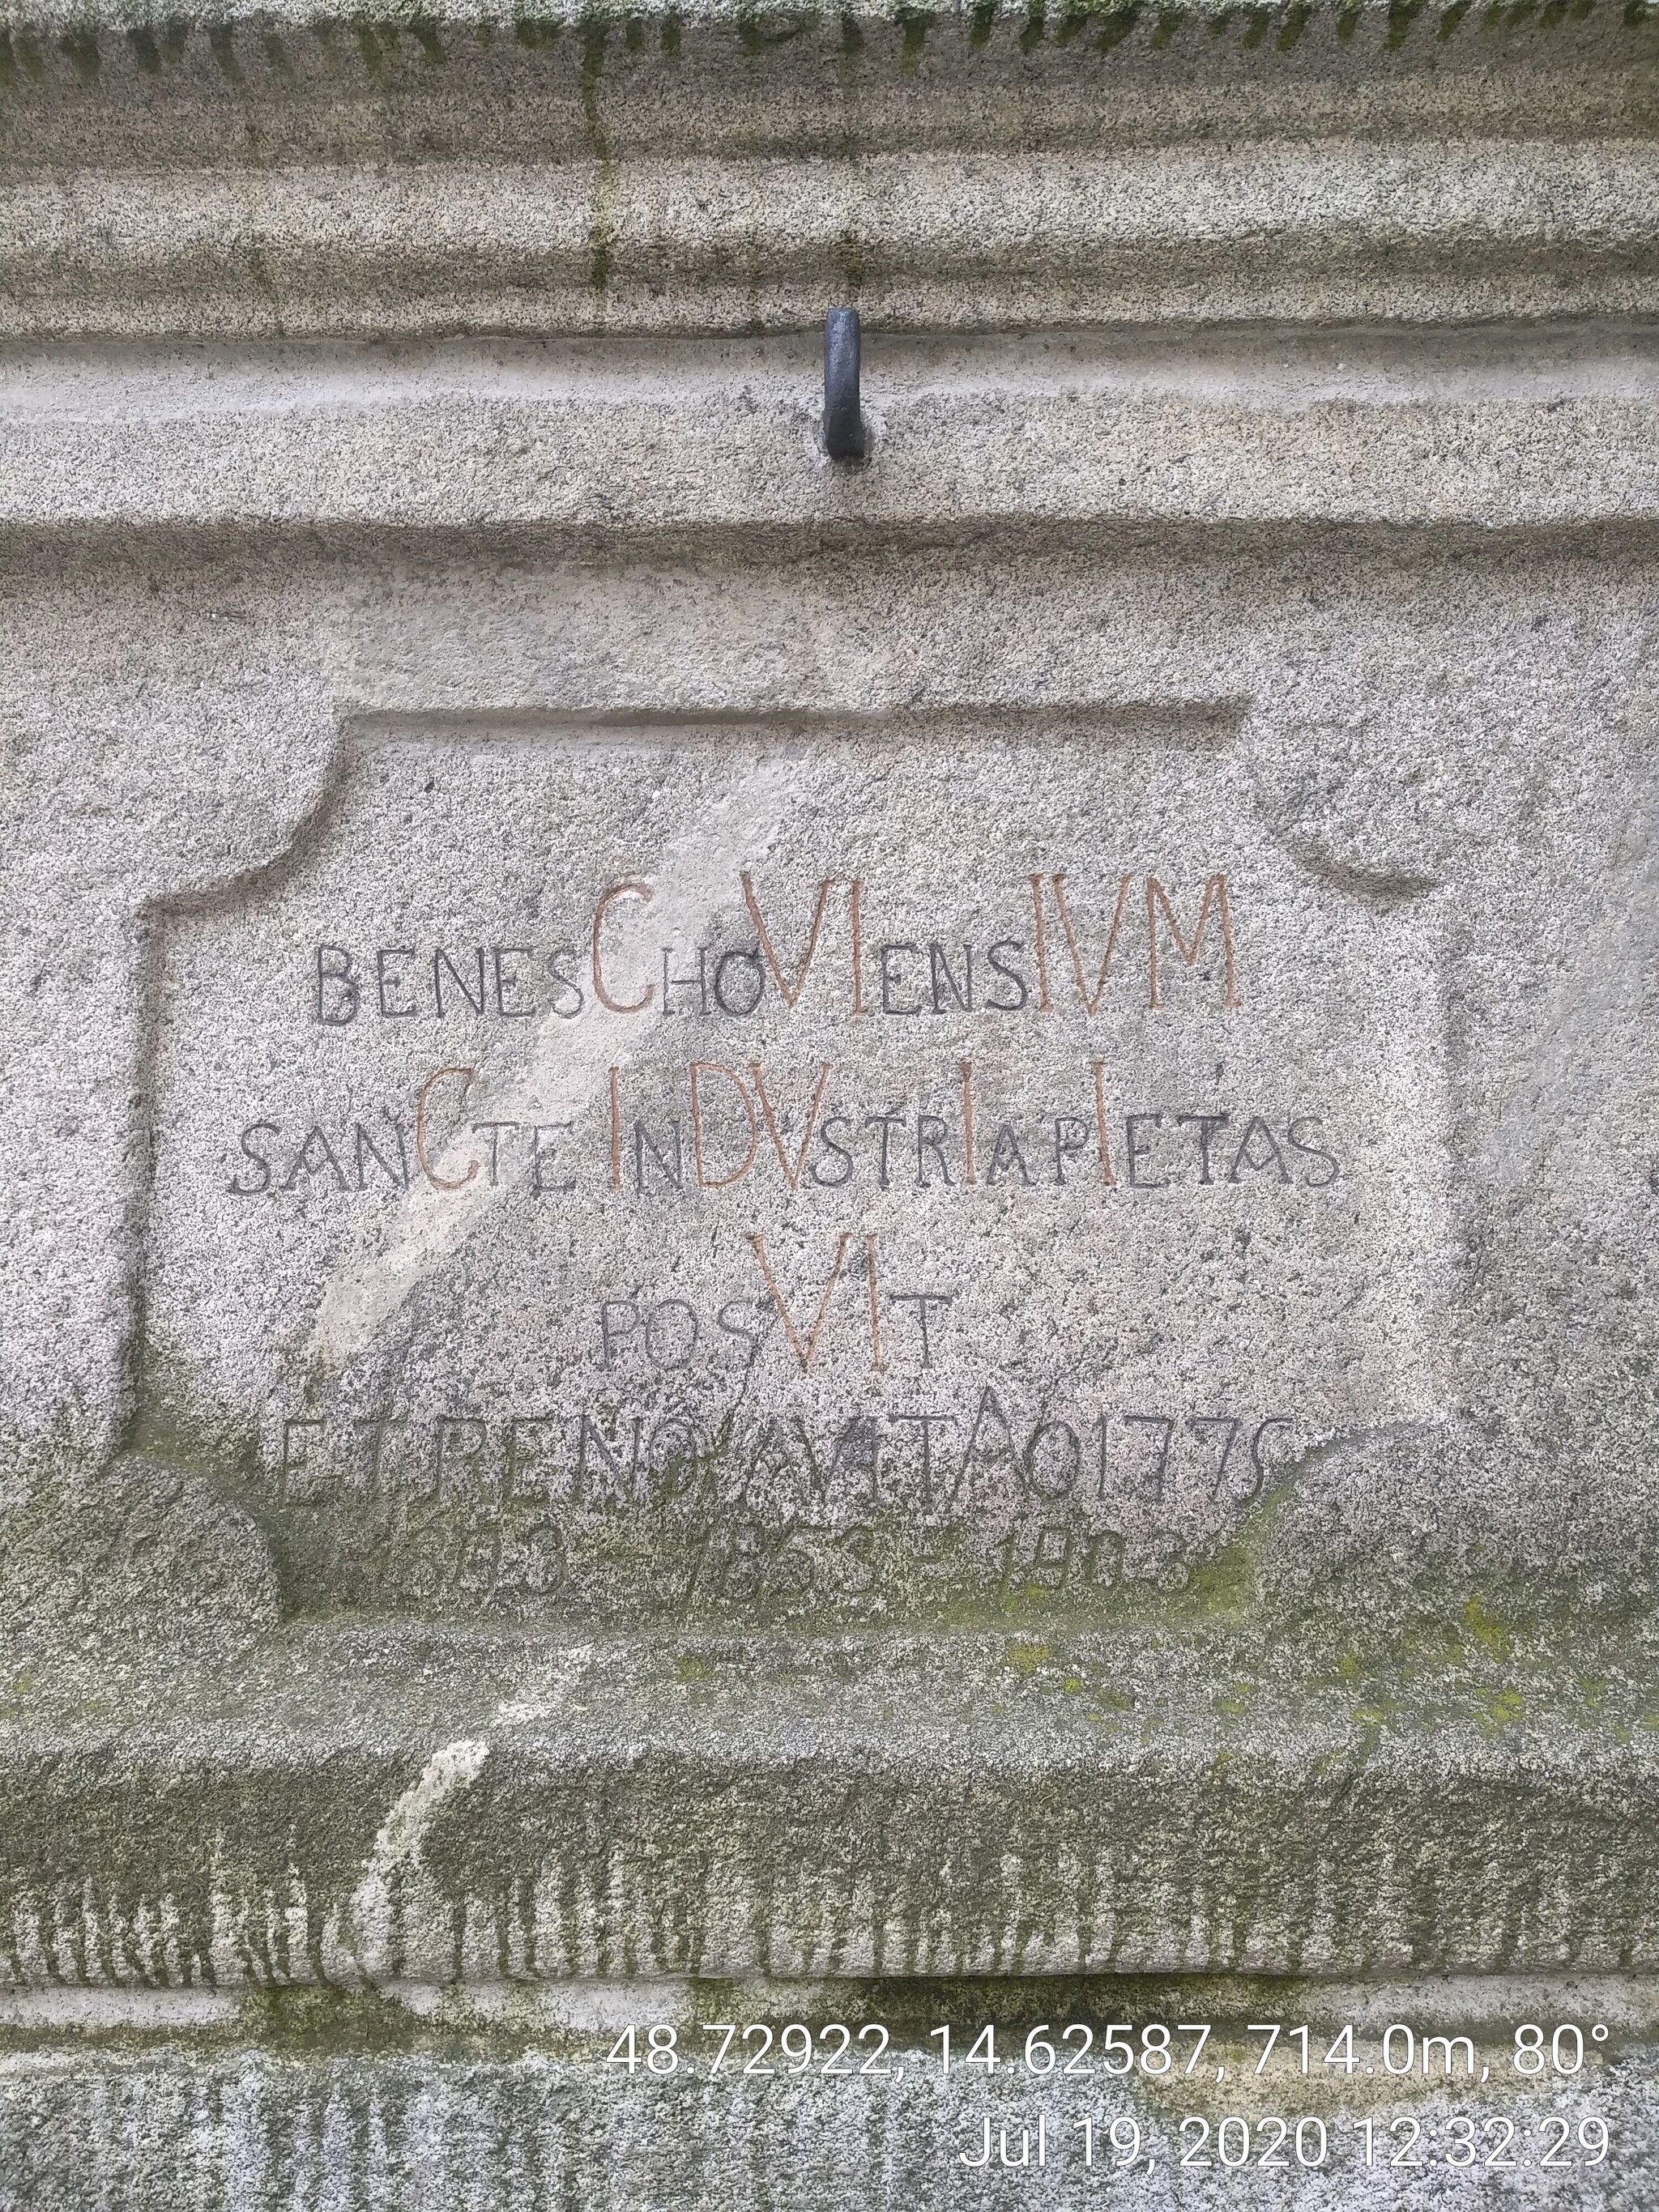 BENESCHOVIENSIVM
SANCTE INDVSTRIA PIETAS
POSVIT
ET RENOVAVIT AO 1775
1803 - 1853 - 1903
48.72922, 14.62587, 714.0m, 80°
Jul 19, 2020 12:32:29